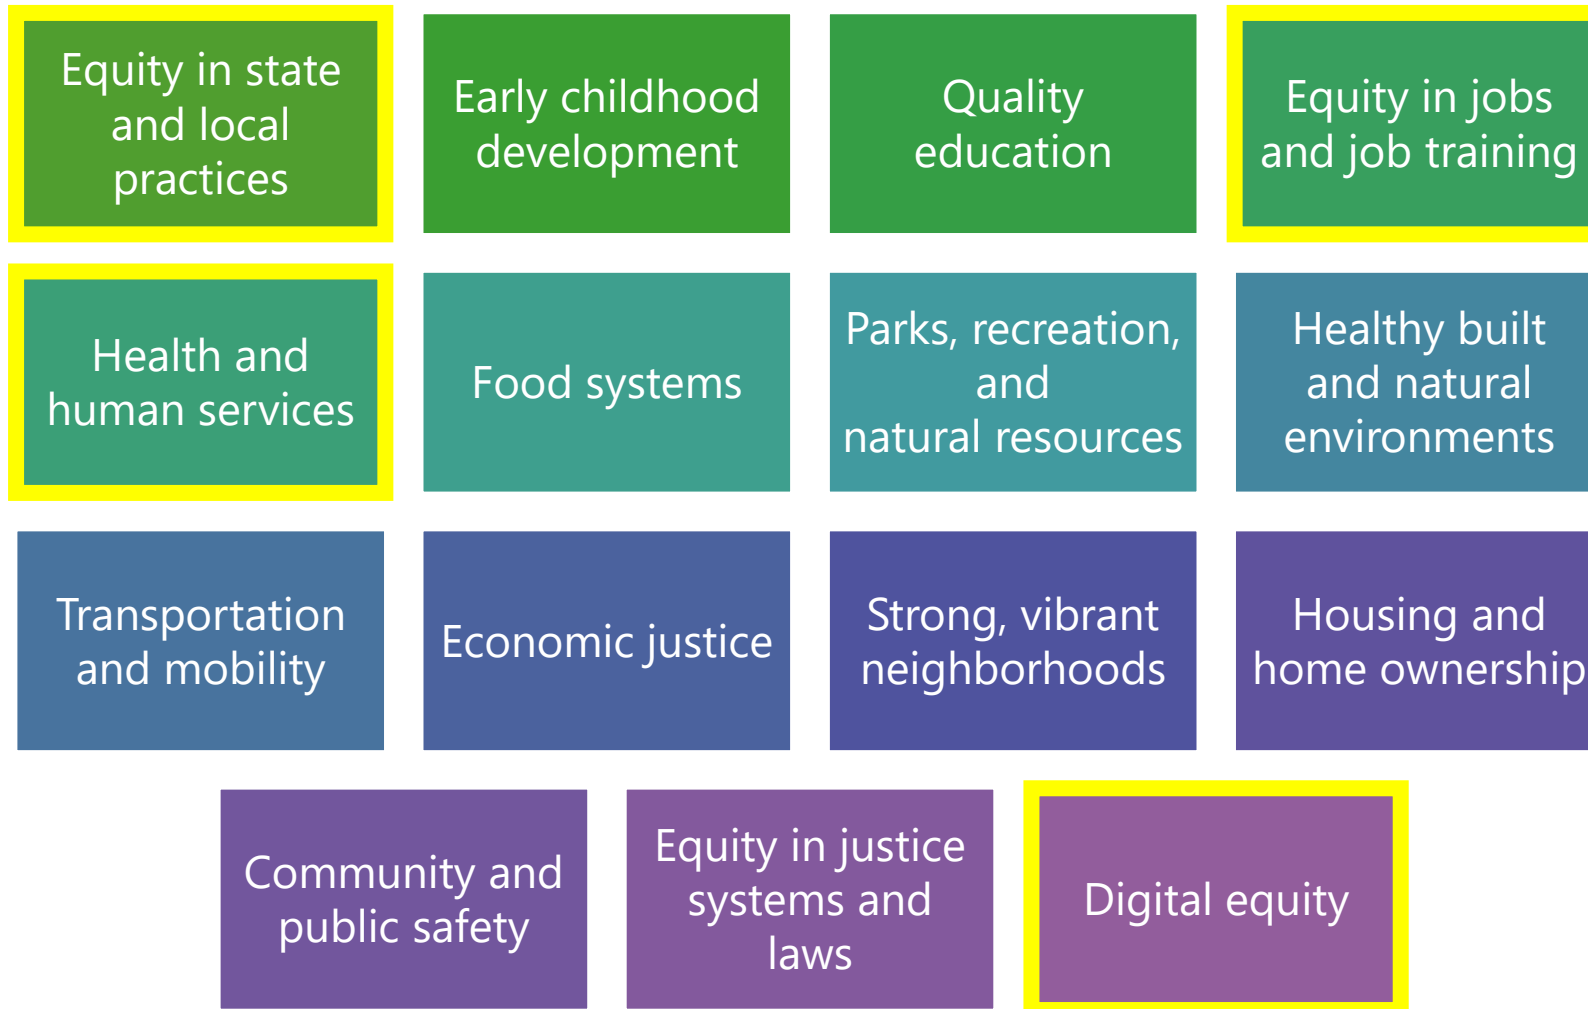 Equity in state
and local
practices
Early childhood
development
Quality
education
Equity in jobs
and job training
Health and
human services
Food systems
Parks, recreation,
and
natural resources
Healthy built
and natural
environments
Transportation
and mobility
Economic justice
Strong, vibrant
neighborhoods
Housing and
home ownership
Community and
public safety
Equity in justice
systems and
laws
Digital equity